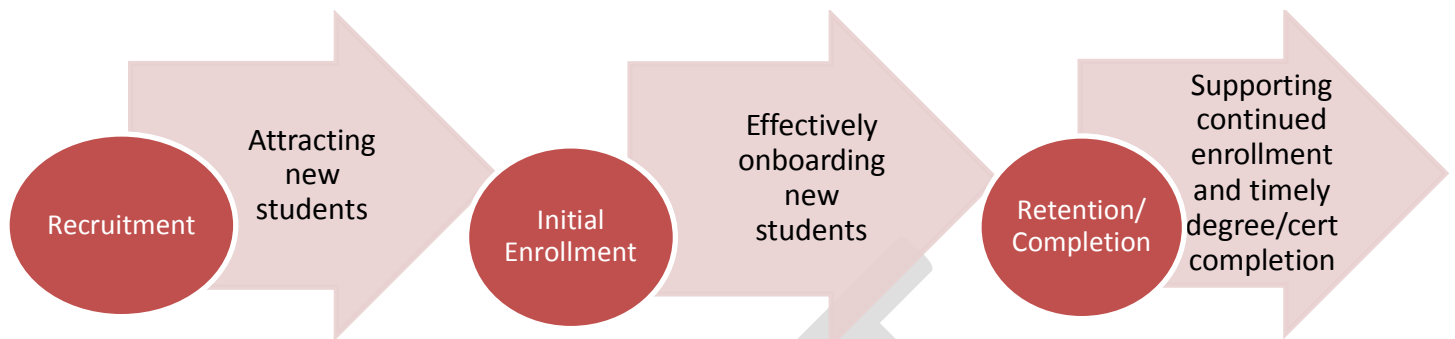 Recruitment
Attracting
new
students
Initial
Enrollment
Effectively
onboarding
new
students
Retention/
Completion
Supporting
continued
enrollment
and timely
degree/cert
completion